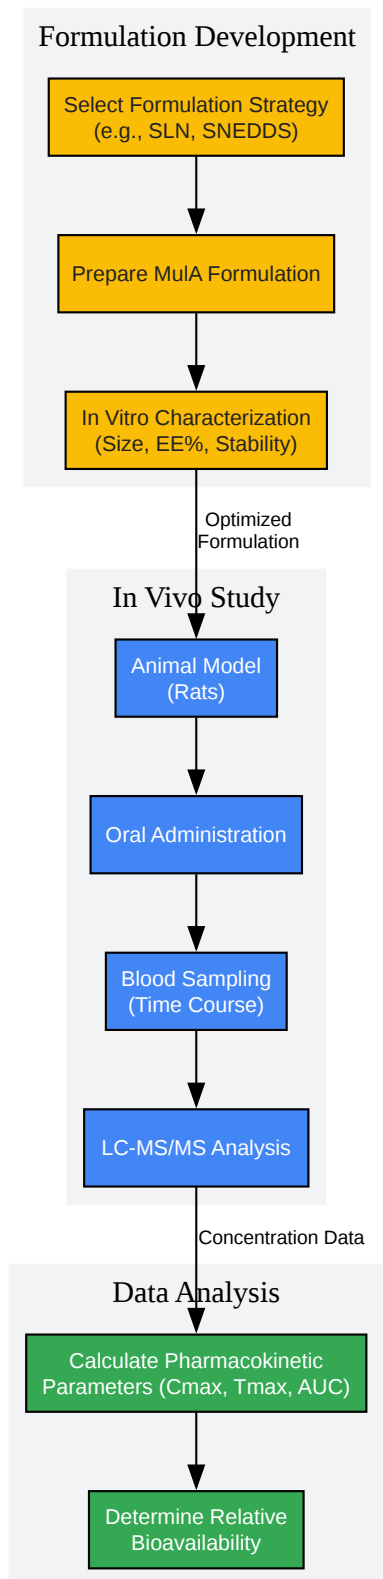 Formulation Development
Select Formulation Strategy
(e.g., SLN, SNEDDS)
Prepare MulA Formulation
In Vitro Characterization
(Size, EE%, Stability)
Optimized
Formulation
In Vivo Study
Animal Model
(Rats)
Oral Administration
Blood Sampling
(Time Course)
LC-MS/MS Analysis
Concentration Data
Data Analysis
Calculate Pharmacokinetic
Parameters (Cmax, Tmax, AUC)
Determine Relative
Bioavailability